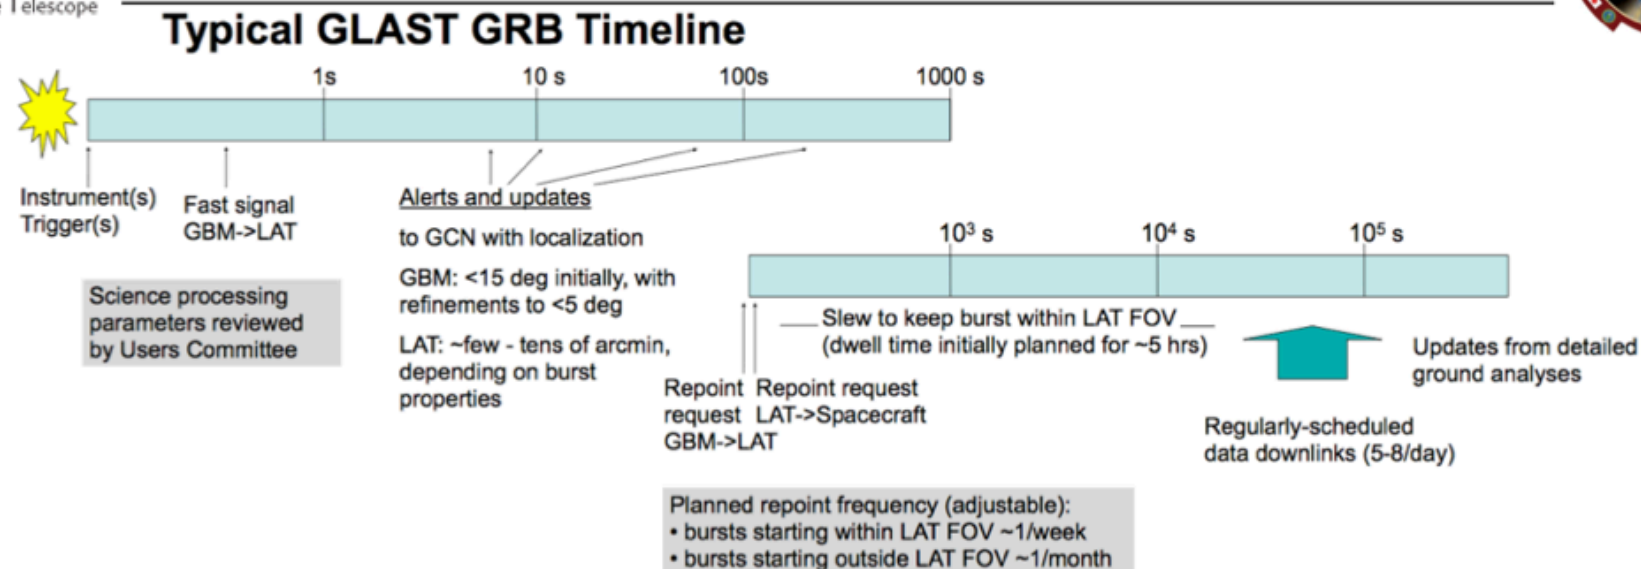 Telescope
Typical GLAST GRB Timeline
1s
10 s
100s
1000 s
Instrument(s)
Trigger(s)
Fast signal
GBM->LAT
Alerts and updates
to GCN with localization
GBM: <15 deg initially, with
refinements to <5 deg
LAT: ~few - tens of arcmin,
depending on burst
properties
Science processing
parameters reviewed
by Users Committee
10³ s
10⁴ s
10⁵ s
Slew to keep burst within LAT FOV
(dwell time initially planned for ~5 hrs)
Repoint
request
GBM->LAT
Repoint request
LAT->Spacecraft
Updates from detailed
ground analyses
Regularly-scheduled
data downlinks (5-8/day)
Planned repoint frequency (adjustable):
• bursts starting within LAT FOV ~1/week
• bursts starting outside LAT FOV ~1/month